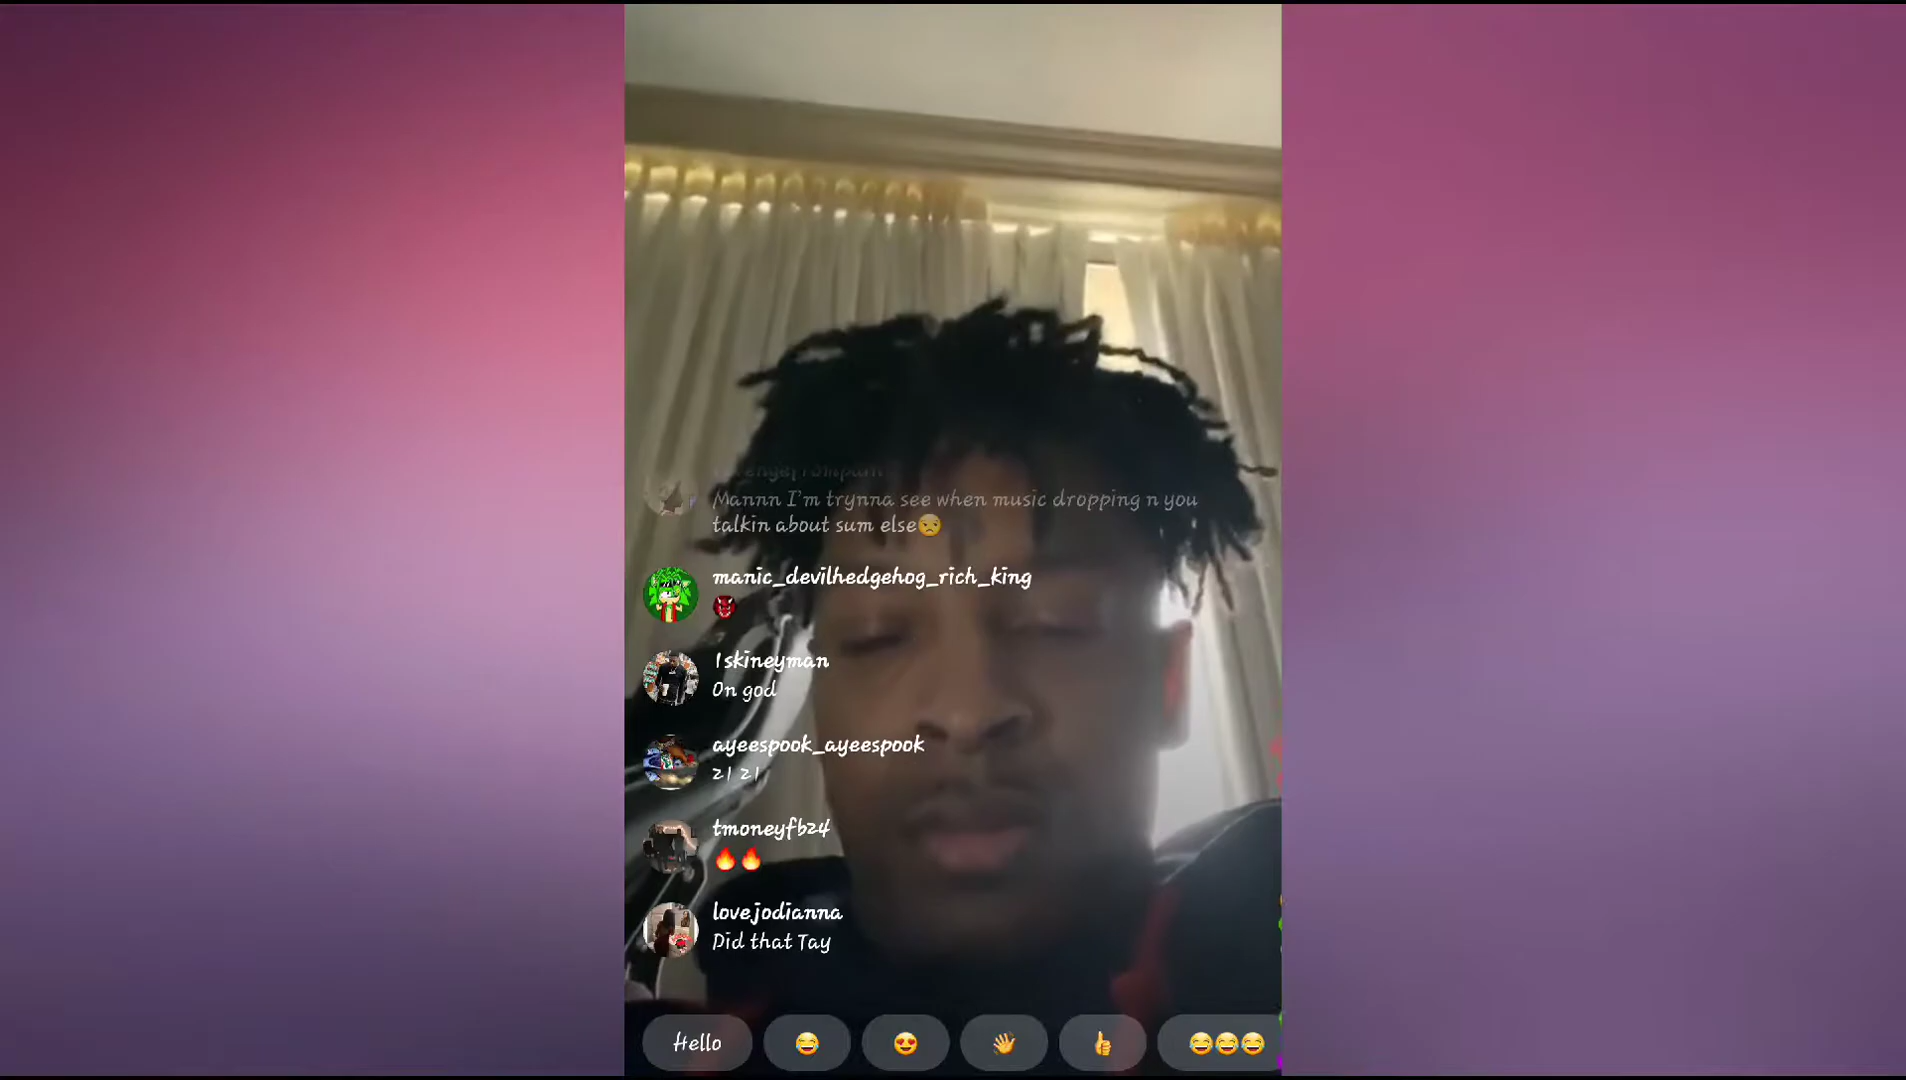 Mannn I'm trynna see when music dropping n you
talkin about sum else😒
manic_devilhedgehog_rich_king
👹
1skineyman
On god
ayeespook_ayeespook
21 21
tmoneyfb24
🔥🔥
lovejodianna
Did that Tay
Hello 😂 😍 👋 👍 😂😂😂